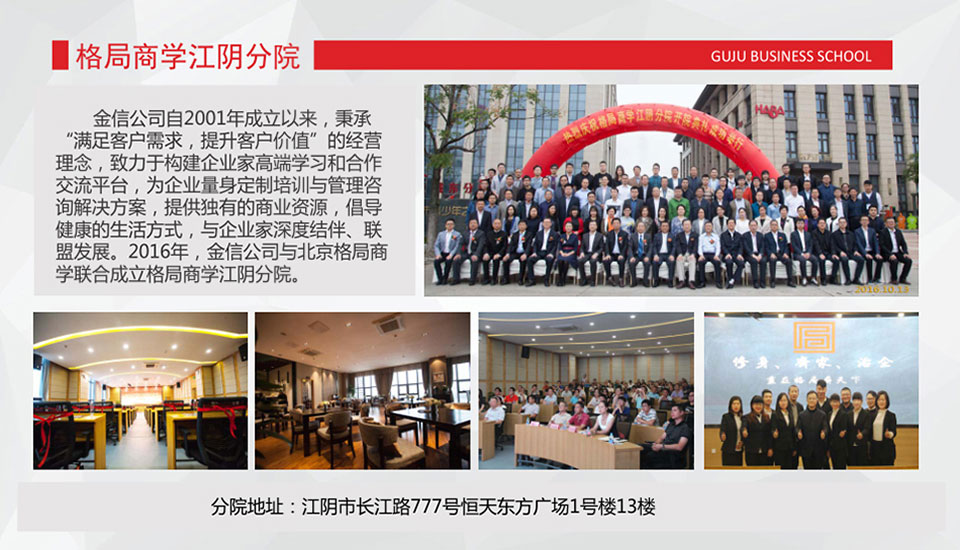 格局商学江阴分院
GUJU BUSINESS SCHOOL
金信公司自2001年成立以来，秉承
“满足客户需求，提升客户价值”的经营
理念，致力于构建企业家高端学习和合作
交流平台，为企业量身定制培训与管理咨
询解决方案，提供独有的商业资源，倡导
健康的生活方式，与企业家深度结伴、联
盟发展。2016年，金信公司与北京格局商
学联合成立格局商学江阴分院。
HABA
热烈庆祝格局商学江阴分院开院典礼隆重举行
2016.10.13
修身、齐家、治企
分院地址：江阴市长江路777号恒天东方广场1号楼13楼